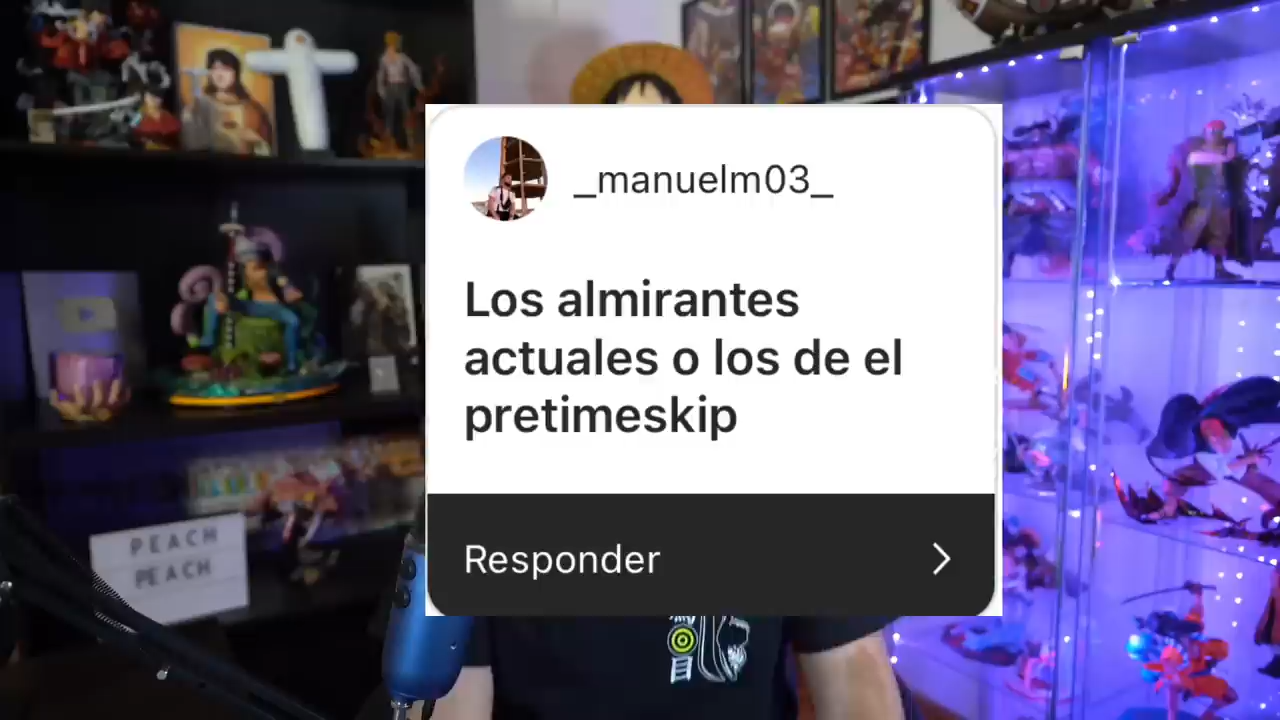 _manuelm03_
Los almirantes
actuales o los de el
pretimeskip
Responder
PEACH
PEACH